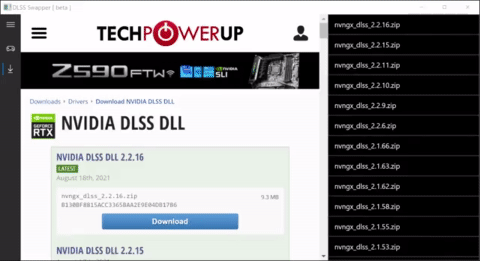 DLSS Swapper [ beta ]
TECHPOWERUP
Z590 FTW WIFI
SLI
Downloads › Drivers › Download NVIDIA DLSS DLL
GEFORCE
RTX
NVIDIA DLSS DLL
NVIDIA DLSS DLL 2.2.16
LATEST
August 18th, 2021
nvngx_dlss_2.2.16.zip
9.3 MB
Download
NVIDIA DLSS DLL 2.2.15
nvngx_dlss_2.2.16.zip
nvngx_dlss_2.2.15.zip
nvngx_dlss_2.2.11.zip
nvngx_dlss_2.2.10.zip
nvngx_dlss_2.2.9.zip
nvngx_dlss_2.2.6.zip
nvngx_dlss_2.1.66.zip
nvngx_dlss_2.1.63.zip
nvngx_dlss_2.1.62.zip
nvngx_dlss_2.1.58.zip
nvngx_dlss_2.1.55.zip
nvngx_dlss_2.1.53.zip